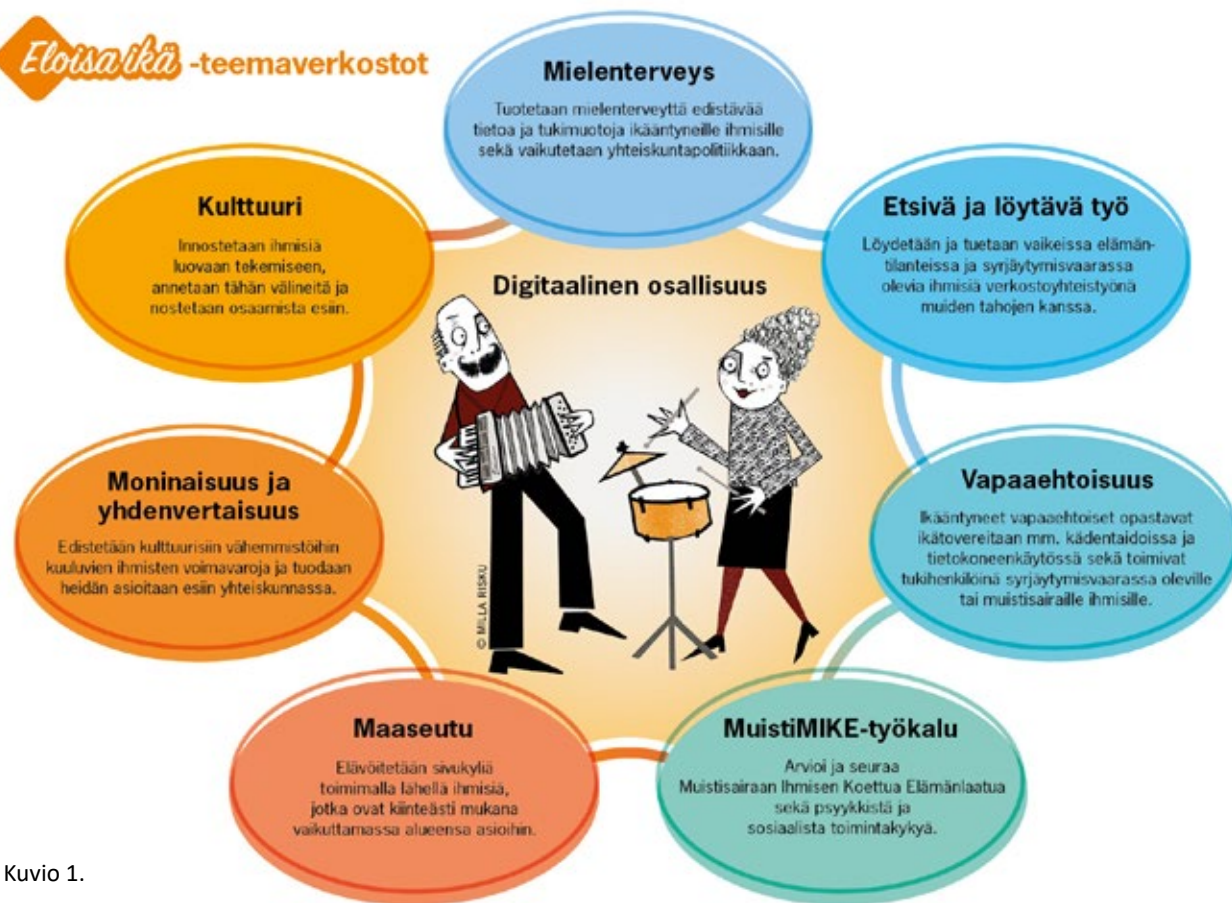 Eloisa ikä -teemaverkostot
Mielenterveys
Tuotetaan mielenterveyttä edistävää
tietoa ja tukimuotoja ikääntyneille ihmisille
sekä vaikutetaan yhteiskuntapolitiikkaan.
Etsivä ja löytävä työ
Löydetään ja tuetaan vaikeissa elämän-
tilanteissa ja syrjäytymisvaarassa
olevia ihmisiä verkostoyhteistyönä
muiden tahojen kanssa.
Vapaaehtoisuus
Ikääntyneet vapaaehtoiset opastavat
ikätovereitaan mm. kädentaidoissa ja
tietokoneenkäytössä sekä toimivat
tukihenkilöinä syrjäytymisvaarassa oleville
tai muistisairaille ihmisille.
MuistiMIKE-työkalu
Arvioi ja seuraa
Muistisairaan Ihmisen Koettua Elämänlaatua
sekä psyykkistä ja
sosiaalista toimintakykyä.
Maaseutu
Elävöitetään sivukyliä
toimimalla lähellä ihmisiä,
jotka ovat kiinteästi mukana
vaikuttamassa alueensa asioihin.
Moninaisuus ja
yhdenvertaisuus
Edistetään kulttuurisiin vähemmistöihin
kuuluvien ihmisten voimavaroja ja tuodaan
heidän asioitaan esiin yhteiskunnassa.
Kulttuuri
Innostetaan ihmisiä
luovaan tekemiseen,
annetaan tähän välineitä ja
nostetaan osaamista esiin.
Digitaalinen osallisuus
© MILLA RISKU
Kuvio 1.